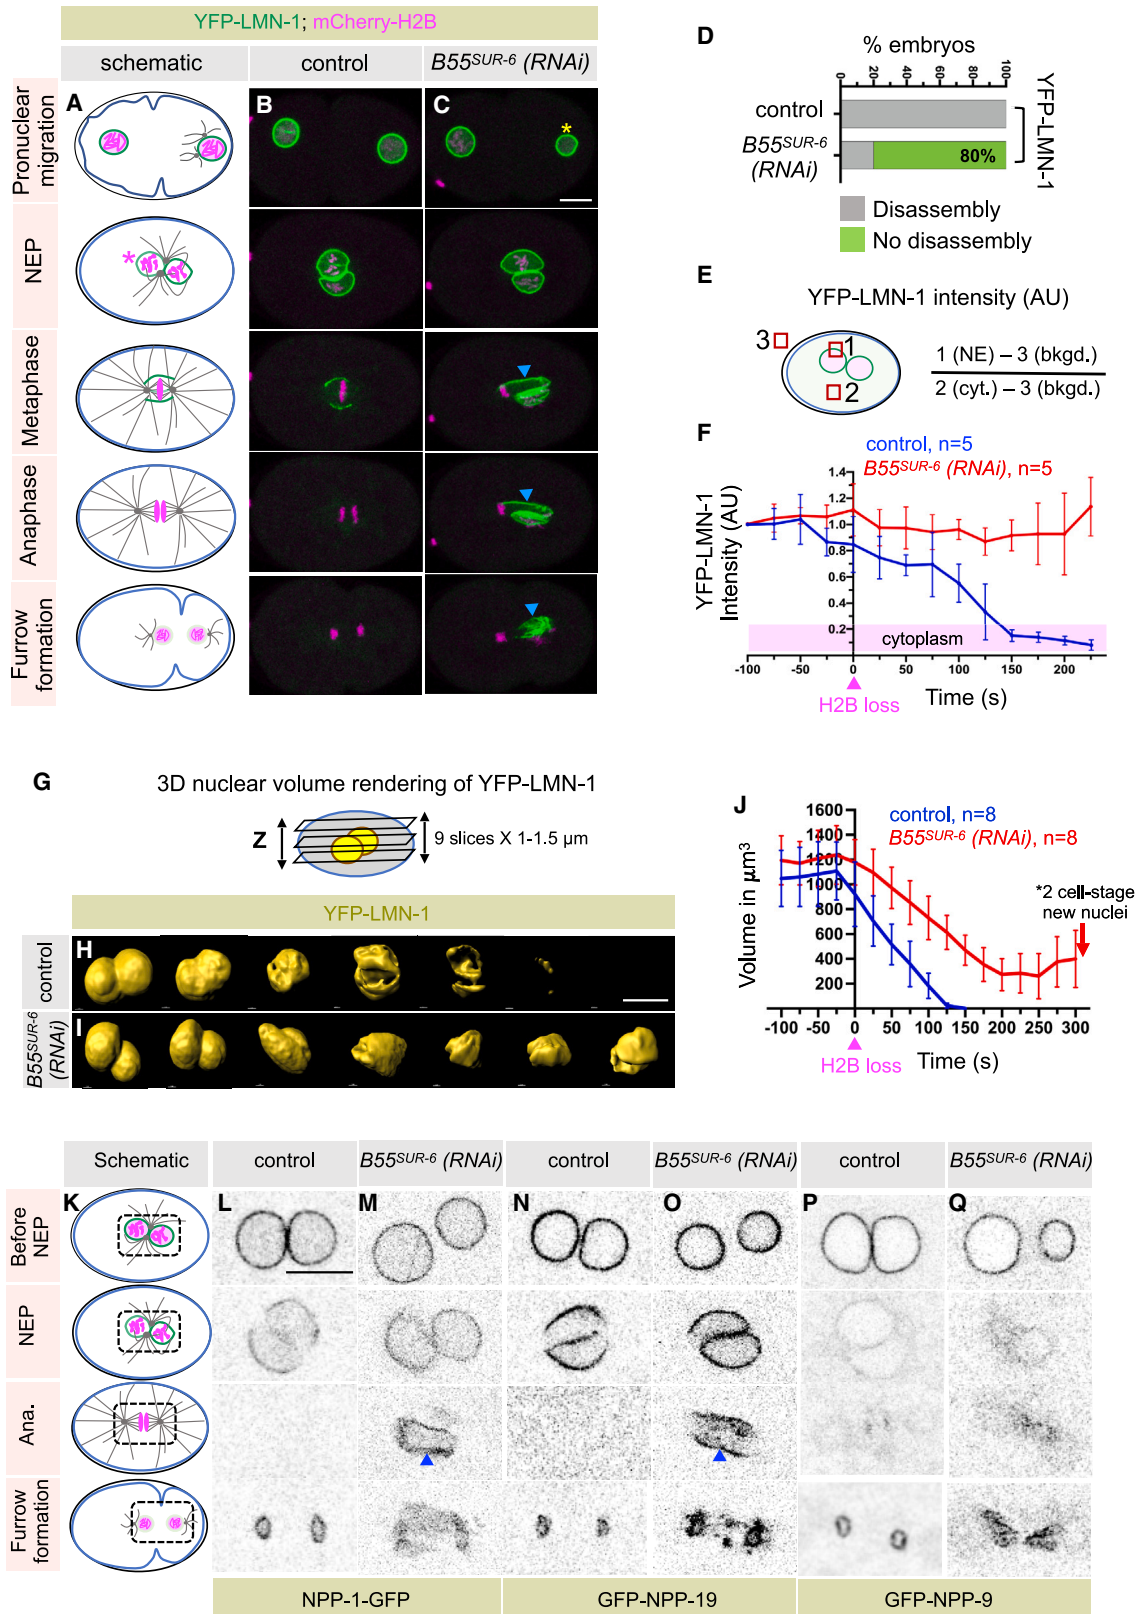 YFP-LMN-1; mCherry-H2B
schematic
control
B55SUR-6 (RNAi)
A
B
C
*
*
Pronuclear
migration
NEP
Metaphase
Anaphase
Furrow
formation
D
% embryos
0 20 40 60 80 100
control
B55SUR-6
(RNAi)
80%
YFP-LMN-1
Disassembly
No disassembly
E
YFP-LMN-1 intensity (AU)
3
1
2
1 (NE) – 3 (bkgd.)
2 (cyt.) – 3 (bkgd.)
F
control, n=5
B55SUR-6 (RNAi), n=5
YFP-LMN-1
Intensity (AU)
1.4
1.2
1.0
0.8
0.6
0.4
0.2
cytoplasm
-100 -50 0 50 100 150 200
H2B loss
Time (s)
G
3D nuclear volume rendering of YFP-LMN-1
Z
9 slices X 1-1.5 µm
YFP-LMN-1
control
H
B55SUR-6
(RNAi)
I
J
control, n=8
B55SUR-6 (RNAi), n=8
Volume in µm3
1600
1400
1200
1000
800
600
400
200
*2 cell-stage
new nuclei
-100 -50 0 50 100 150 200 250 300
H2B loss
Time (s)
Schematic
control
B55SUR-6 (RNAi)
control
B55SUR-6 (RNAi)
control
B55SUR-6 (RNAi)
K
L
M
N
O
P
Q
Before
NEP
NEP
Ana.
Furrow
formation
NPP-1-GFP
GFP-NPP-19
GFP-NPP-9